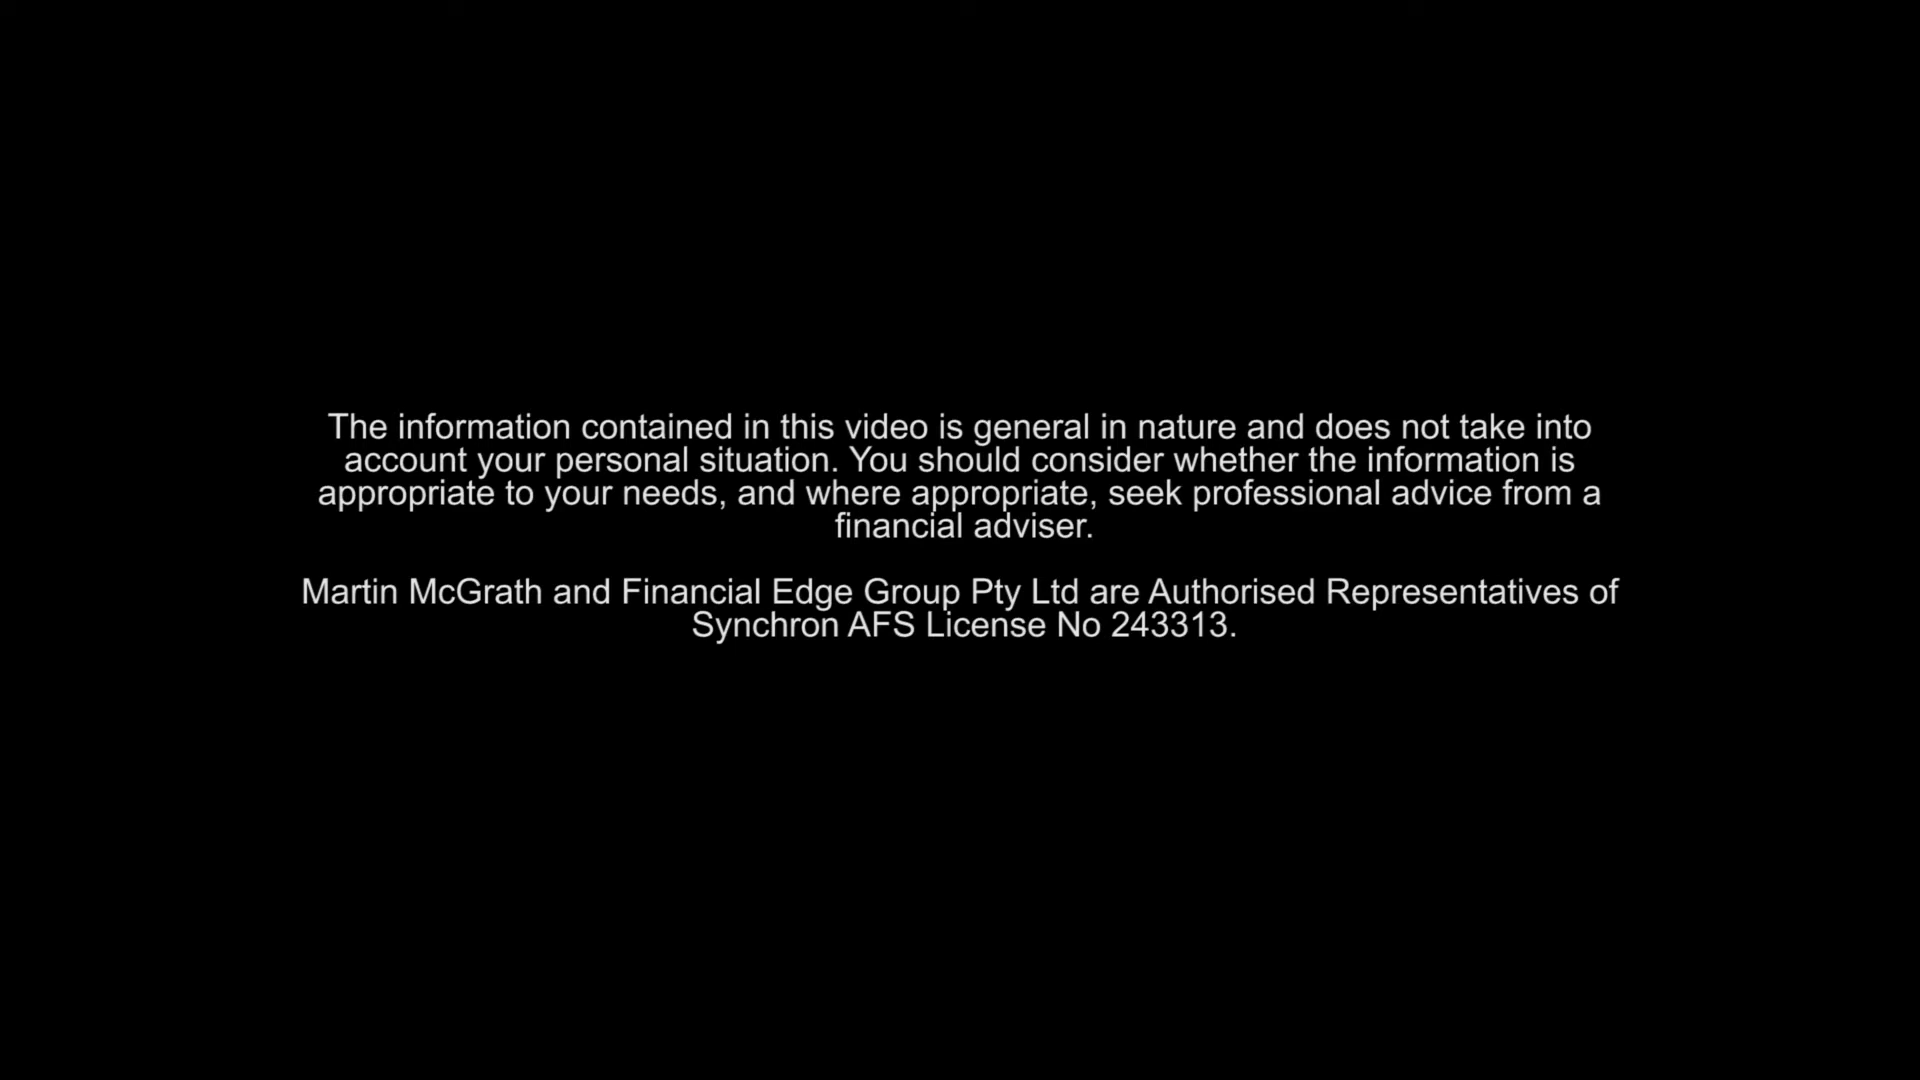 The information contained in this video is general in nature and does not take into
account your personal situation. You should consider whether the information is
appropriate to your needs, and where appropriate, seek professional advice from a
financial adviser.
Martin McGrath and Financial Edge Group Pty Ltd are Authorised Representatives of
Synchron AFS License No 243313.